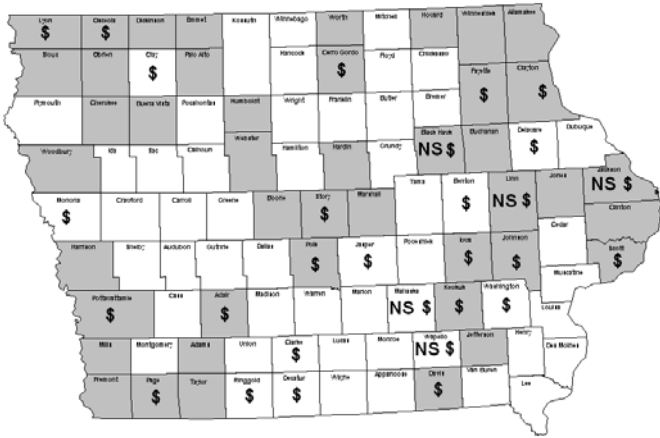 Lyon Osceola Dickinson Emmet Kossuth Winnebago Worth Mitchell Howard Winneshiek Allamakee
$ $
Sioux Obrien Clay Palo Alto Hancock Cerro Gordo Floyd Chickasaw
$ $ Fayette Clayton
$ $
Plymouth Cherokee Buena Vista Pocahontas Humboldt Wright Franklin Butler Bremer
Woodbury Ida Sac Calhoun Webster Hamilton Hardin Grundy Black Hawk Buchanan Delaware Dubuque
NS $ $
Monona Crawford Carroll Greene Boone Story Marshall Tama Benton Linn Jones Jackson
$ $ $ NS $ NS $
Clinton
Harrison Shelby Audubon Guthrie Dallas Polk Jasper Poweshiek Iowa Johnson Cedar Scott
$ $ $ $ $
Muscatine
Pottawattamie Cass Adair Madison Warren Marion Mahaska Keokuk Washington Louisa
$ $ NS $ $ $
Mills Montgomery Adams Union Clarke Lucas Monroe Wapello Jefferson Henry Des Moines
$ NS $
Fremont Page Taylor Ringgold Decatur Wayne Appanoose Davis Van Buren Lee
$ $ $ $